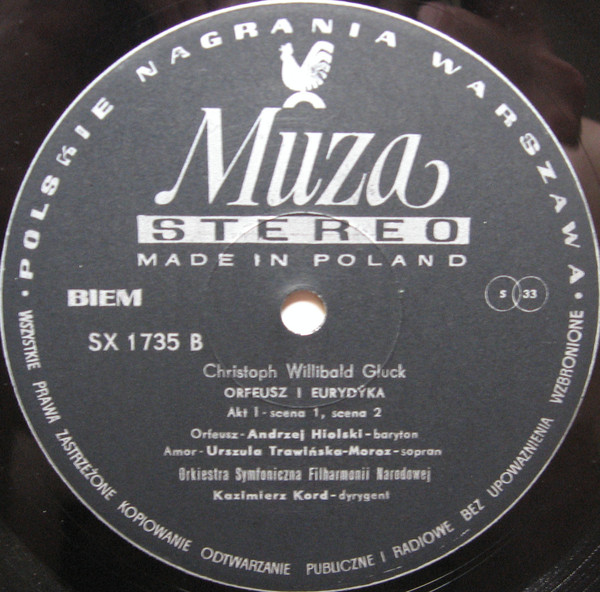 POLSKIE NAGRANIA WARSZAWA
Muza
STEREO
MADE IN POLAND
BIEM
S 33
SX 1735 B
Christoph Willibald Gluck
ORFEUSZ I EURYDYKA
Akt I - scena 1, scena 2
Orfeusz - Andrzej Hiolski - baryton
Amor - Urszula Trawińska-Moroz - sopran
Orkiestra Symfoniczna Filharmonii Narodowej
Kazimierz Kord - dyrygent
• WSZYSTKIE PRAWA ZASTRZEŻONE KOPIOWANIE ODTWARZANIE PUBLICZNE I RADIOWE BEZ UPOWAŻNIENIA WZBRONIONE •